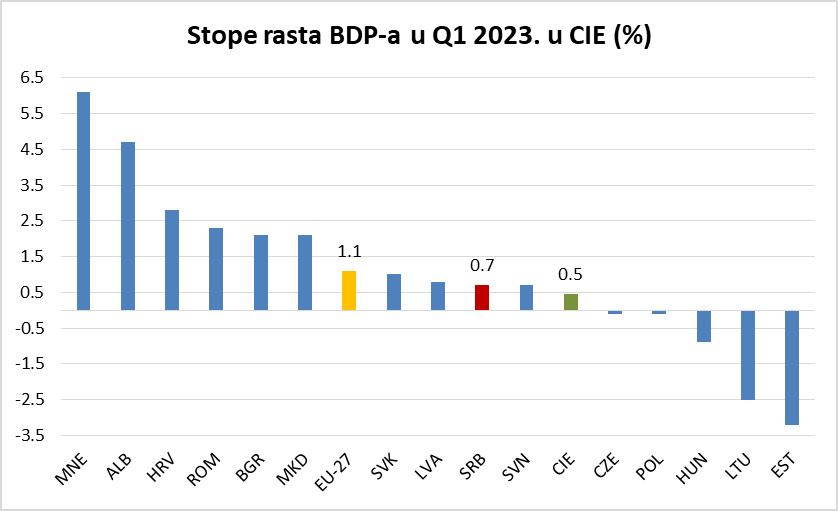 Stope rasta BDP-a u Q1 2023. u CIE (%)
6.5
5.5
4.5
3.5
2.5
1.5
0.5
-0.5
-1.5
-2.5
-3.5
1.1
0.7
0.5
MNE
ALB
HRV
ROM
BGR
MKD
EU-27
SVK
LVA
SRB
SVN
CIE
CZE
POL
HUN
LTU
EST